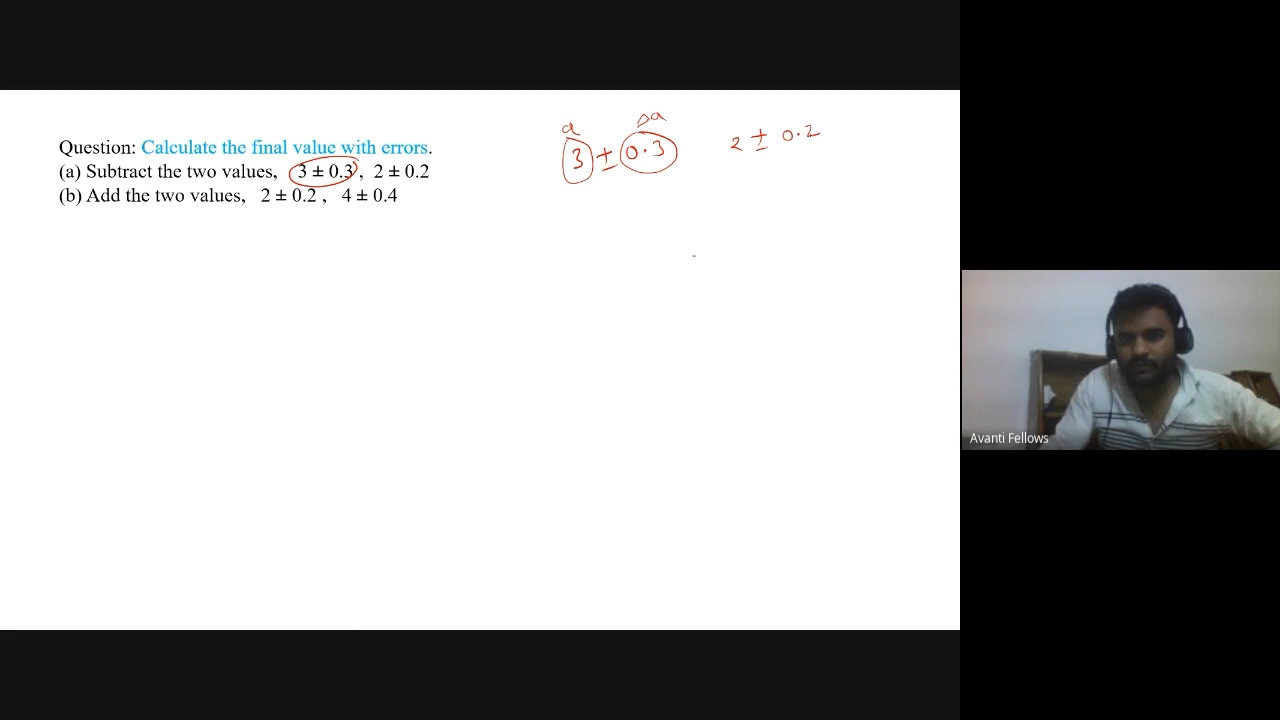 Question: Calculate the final value with errors.
(a) Subtract the two values, 3 ± 0.3 , 2 ± 0.2
(b) Add the two values, 2 ± 0.2 , 4 ± 0.4
a Δa
3 ± 0.3 2 ± 0.2
Avanti Fellows